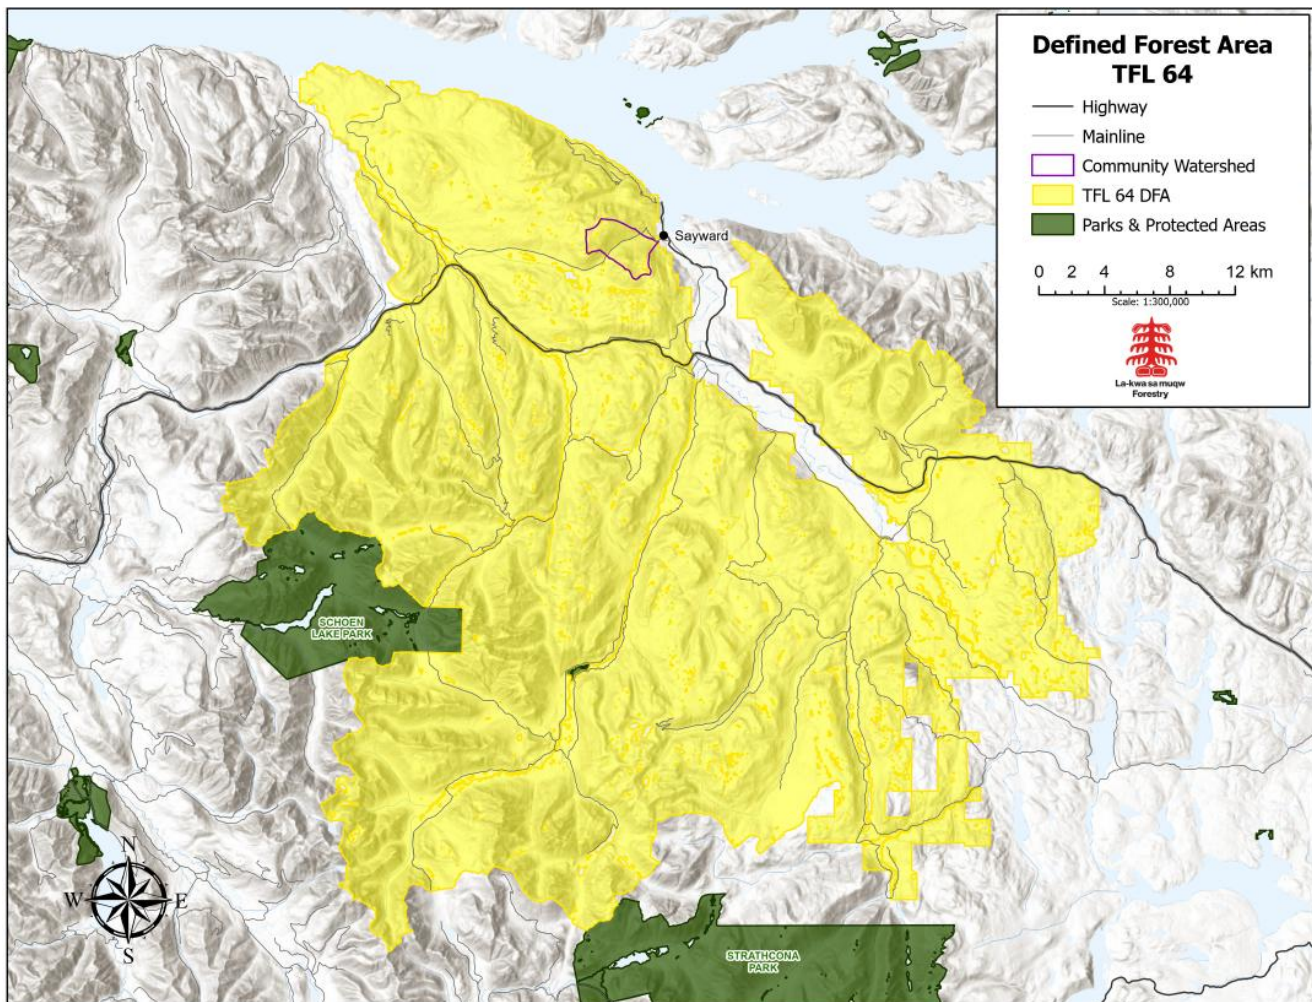 Defined Forest Area
TFL 64
Highway
Mainline
Community Watershed
TFL 64 DFA
Parks & Protected Areas
0 2 4 8 12 km
Scale: 1:300,000
La-kwa sa muqw
Forestry
Sayward
SCHOEN
LAKE PARK
N
W E
S
STRATHCONA
PARK